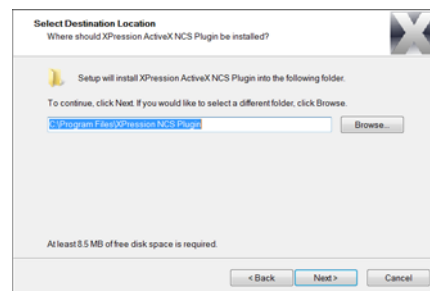 Select Destination Location
Where should XPression ActiveX NCS Plugin be installed?
Setup will install XPression ActiveX NCS Plugin into the following folder.
To continue, click Next. If you would like to select a different folder, click Browse.
C:\Program Files\XPression NCS Plugin
Browse...
At least 8.5 MB of free disk space is required.
< Back
Next >
Cancel